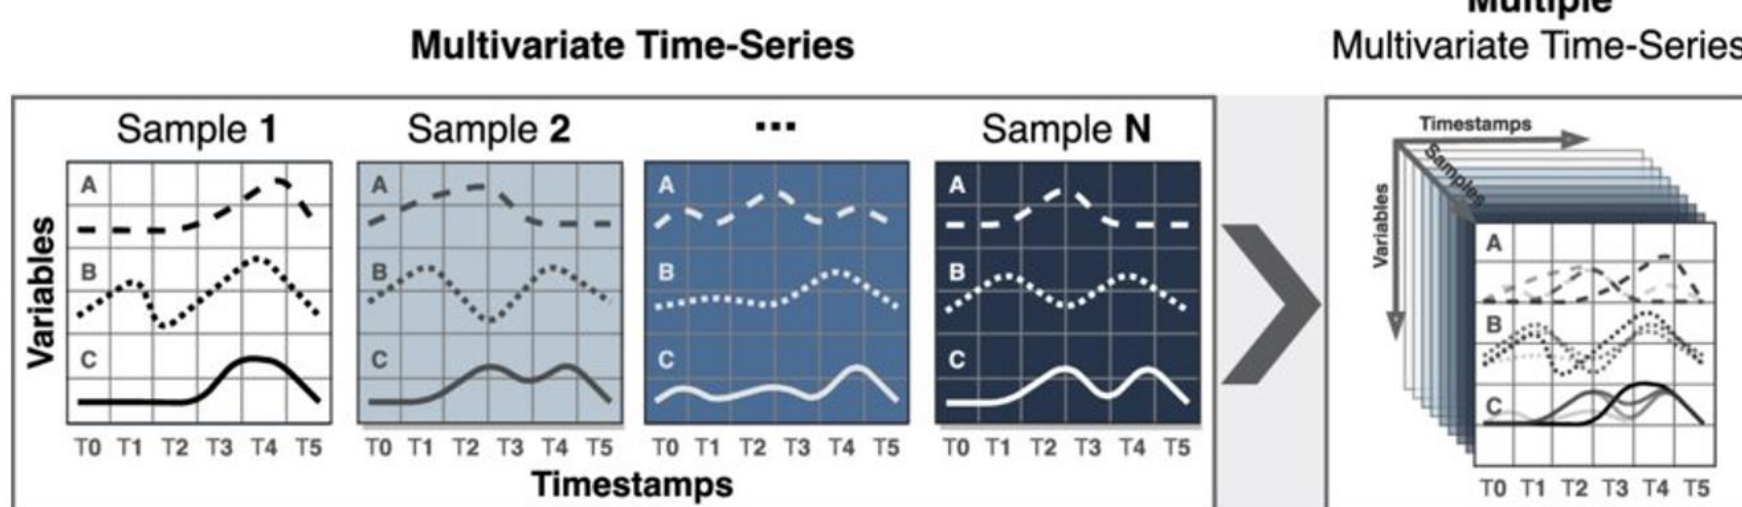 Multivariate Time-Series
Multiple
Multivariate Time-Series
Sample 1
Sample 2
...
Sample N
Variables
A
B
C
T0 T1 T2 T3 T4 T5
A
B
C
T0 T1 T2 T3 T4 T5
A
B
C
T0 T1 T2 T3 T4 T5
A
B
C
T0 T1 T2 T3 T4 T5
Timestamps
Timestamps
Samples
Variables
A
B
C
T0 T1 T2 T3 T4 T5